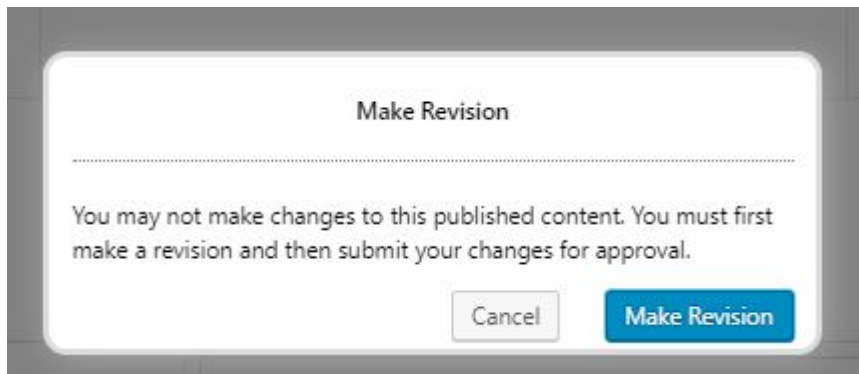 Make Revision
You may not make changes to this published content. You must first
make a revision and then submit your changes for approval.
Cancel
Make Revision